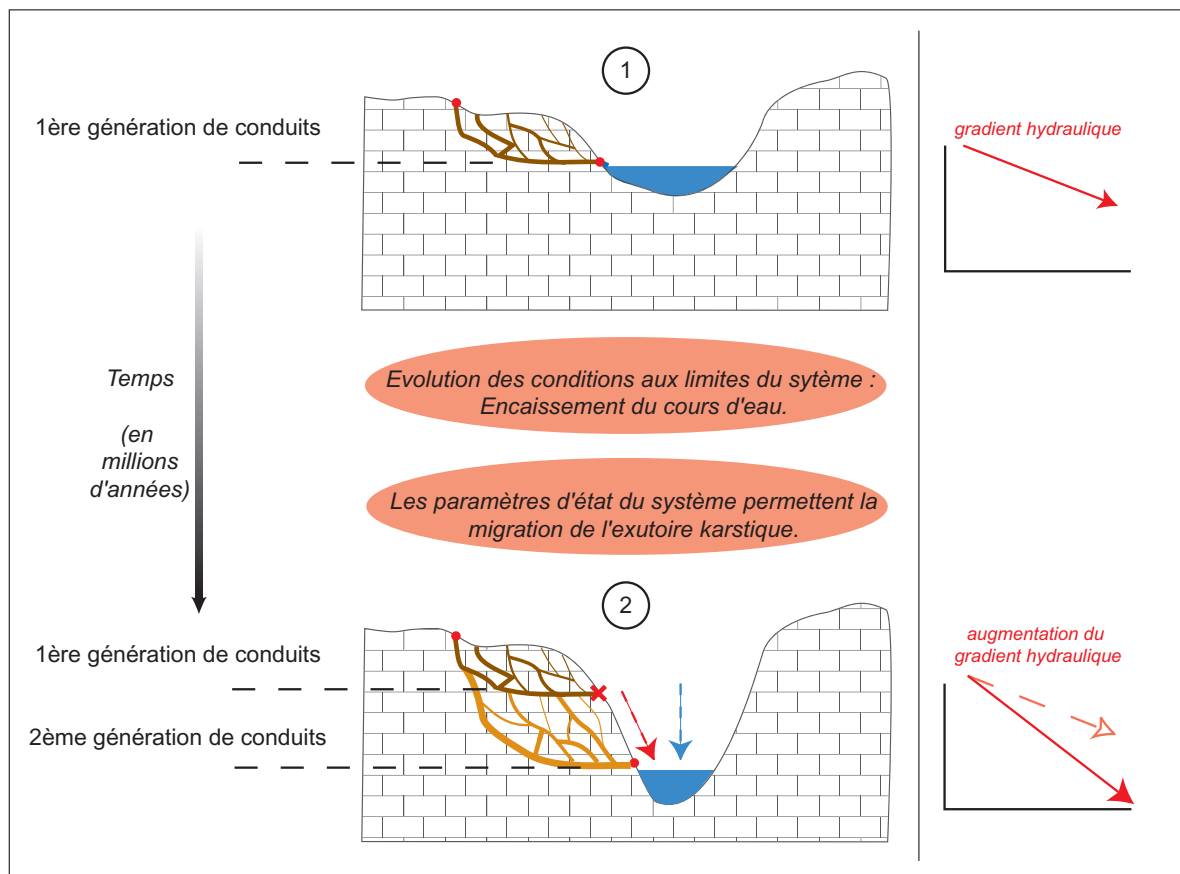 1
1ère génération de conduits
gradient hydraulique
Temps
(en
millions
d'années)
Evolution des conditions aux limites du sytème :
Encaissement du cours d'eau.
Les paramètres d'état du système permettent la
migration de l'exutoire karstique.
2
1ère génération de conduits
2ème génération de conduits
augmentation du
gradient hydraulique